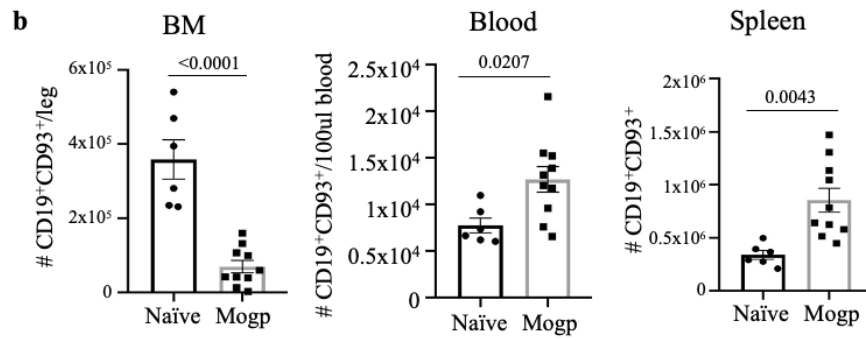 b
BM
<0.0001
# CD19⁺CD93⁺/leg
6x10⁵
4x10⁵
2x10⁵
0
Naïve Mogp
Blood
0.0207
# CD19⁺CD93⁺/100ul blood
2.5x10⁴
2x10⁴
1.5x10⁴
1x10⁴
0.5x10⁴
0
Naïve Mogp
Spleen
0.0043
# CD19⁺CD93⁺
2x10⁶
1.5x10⁶
1x10⁶
0.5x10⁶
0
Naïve Mogp